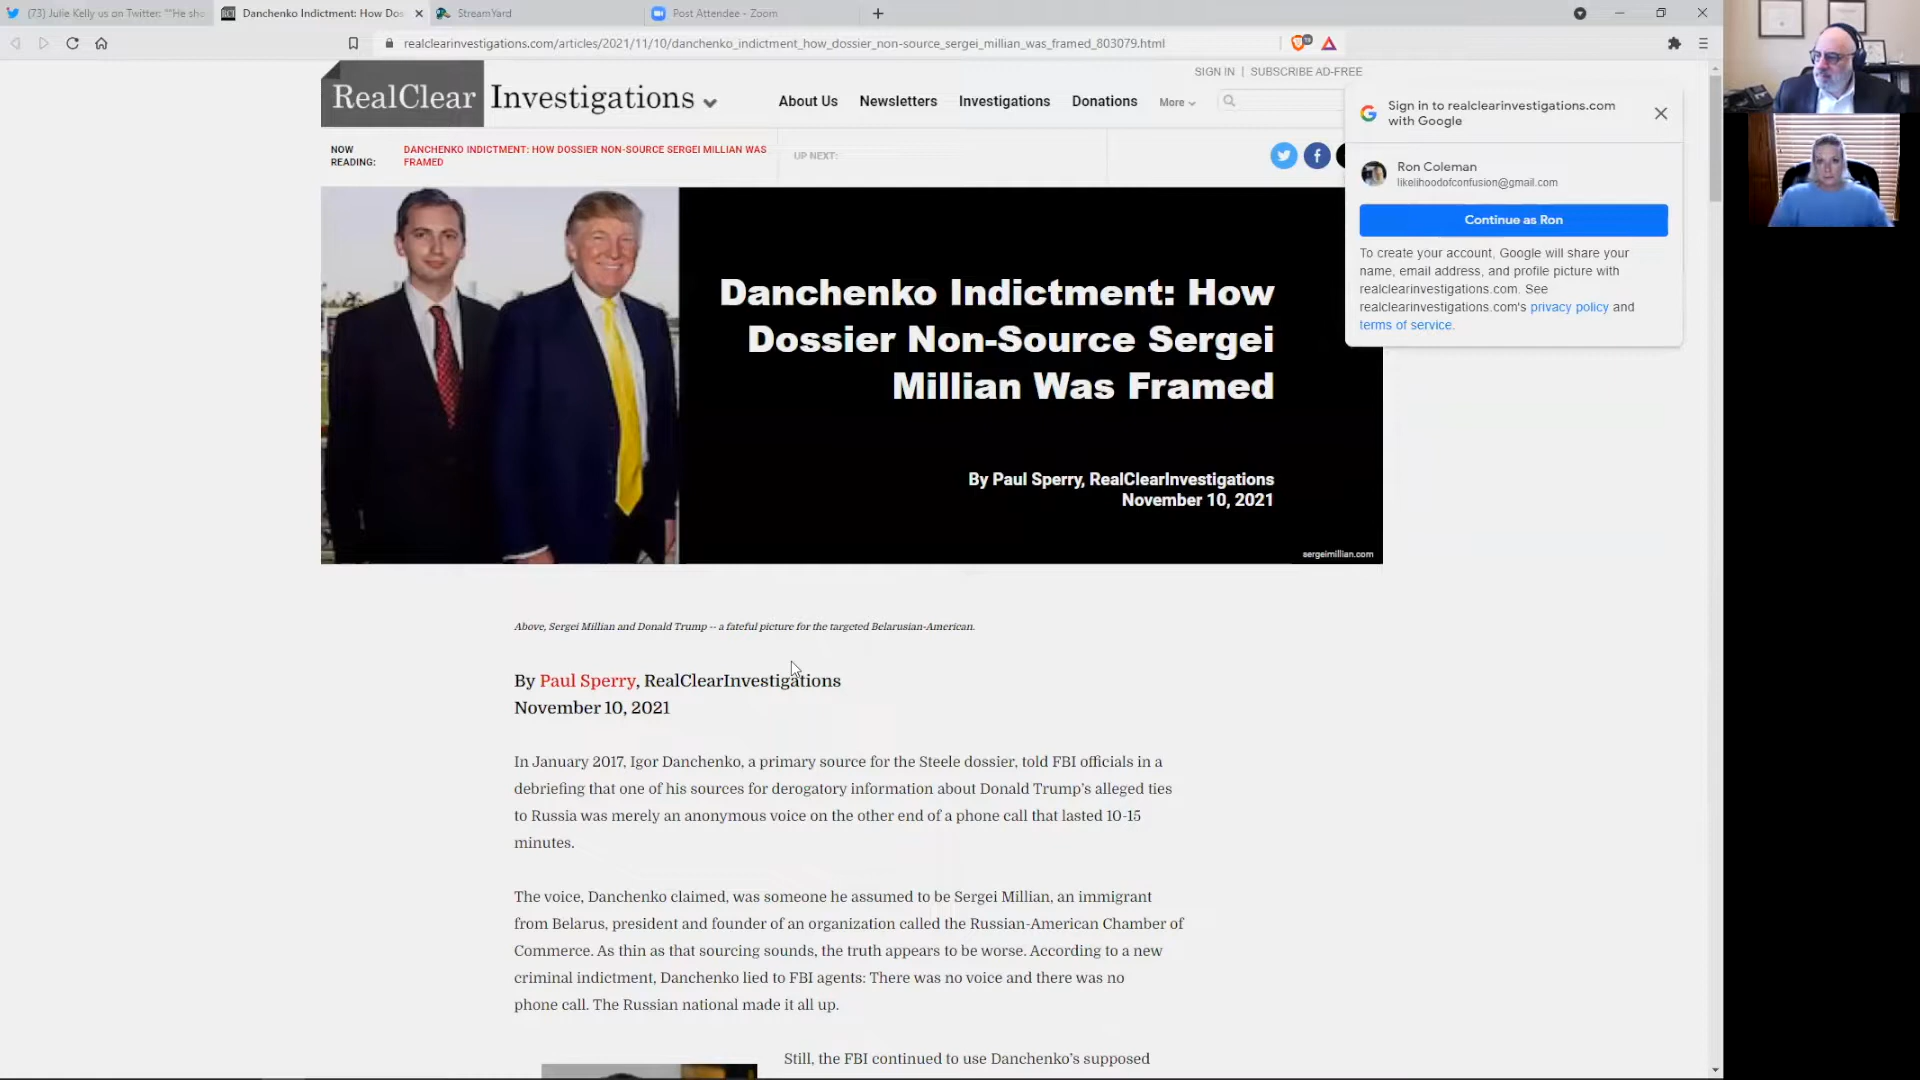 (73) Julie Kelly us on Twitter: "“He sho
Danchenko Indictment: How Dos
StreamYard
Post Attendee - Zoom
realclearinvestigations.com/articles/2021/11/10/danchenko_indictment_how_dossier_non-source_sergei_millian_was_framed_803079.html
SIGN IN | SUBSCRIBE AD-FREE
RealClear Investigations
About Us Newsletters Investigations Donations More
Sign in to realclearinvestigations.com
with Google
NOW
READING:
DANCHENKO INDICTMENT: HOW DOSSIER NON-SOURCE SERGEI MILLIAN WAS
FRAMED
UP NEXT:
Ron Coleman
likelihoodofconfusion@gmail.com
Continue as Ron
To create your account, Google will share your
name, email address, and profile picture with
realclearinvestigations.com. See
realclearinvestigations.com's privacy policy and
terms of service.
Danchenko Indictment: How
Dossier Non-Source Sergei
Millian Was Framed
By Paul Sperry, RealClearInvestigations
November 10, 2021
sergeimillian.com
Above, Sergei Millian and Donald Trump -- a fateful picture for the targeted Belarusian-American.
By Paul Sperry, RealClearInvestigations
November 10, 2021
In January 2017, Igor Danchenko, a primary source for the Steele dossier, told FBI officials in a
debriefing that one of his sources for derogatory information about Donald Trump’s alleged ties
to Russia was merely an anonymous voice on the other end of a phone call that lasted 10-15
minutes.
The voice, Danchenko claimed, was someone he assumed to be Sergei Millian, an immigrant
from Belarus, president and founder of an organization called the Russian-American Chamber of
Commerce. As thin as that sourcing sounds, the truth appears to be worse. According to a new
criminal indictment, Danchenko lied to FBI agents: There was no voice and there was no
phone call. The Russian national made it all up.
Still, the FBI continued to use Danchenko’s supposed